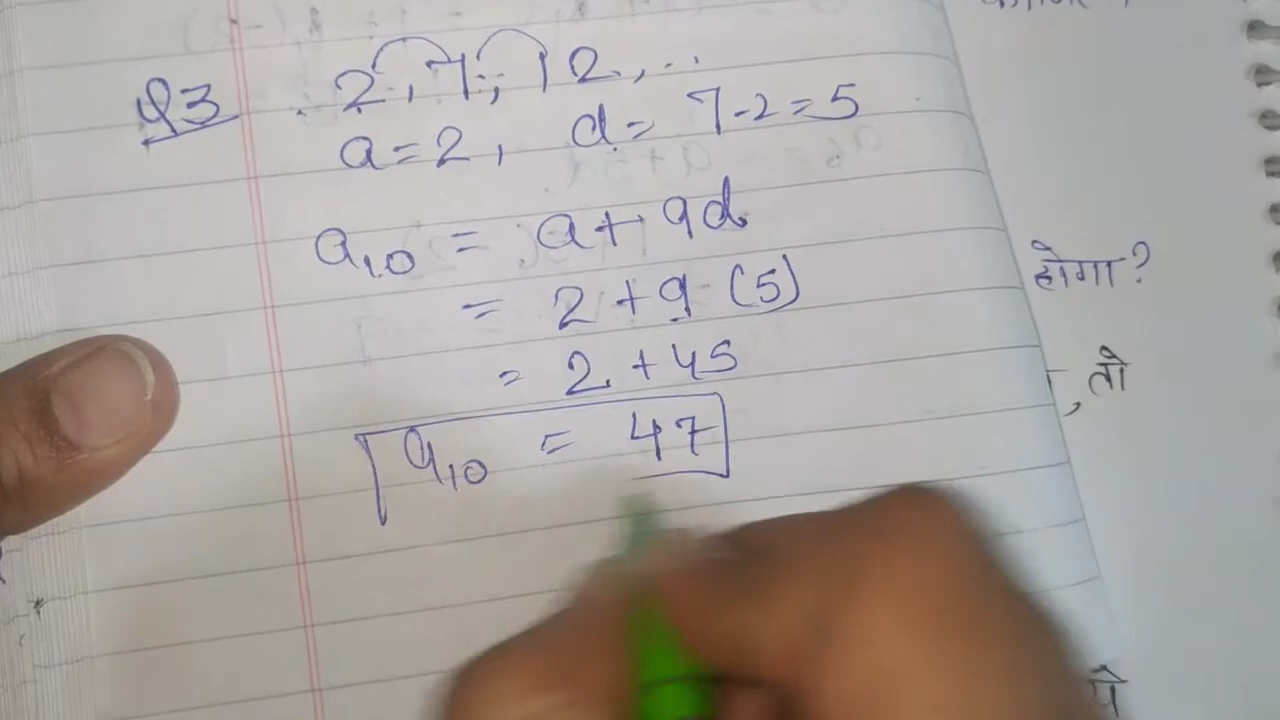 Q3 2, 7, 12, ..
a = 2, d = 7-2 = 5
a10 = a + 9d
= 2 + 9 (5)
= 2 + 45
a10 = 47
होगा?
, तो